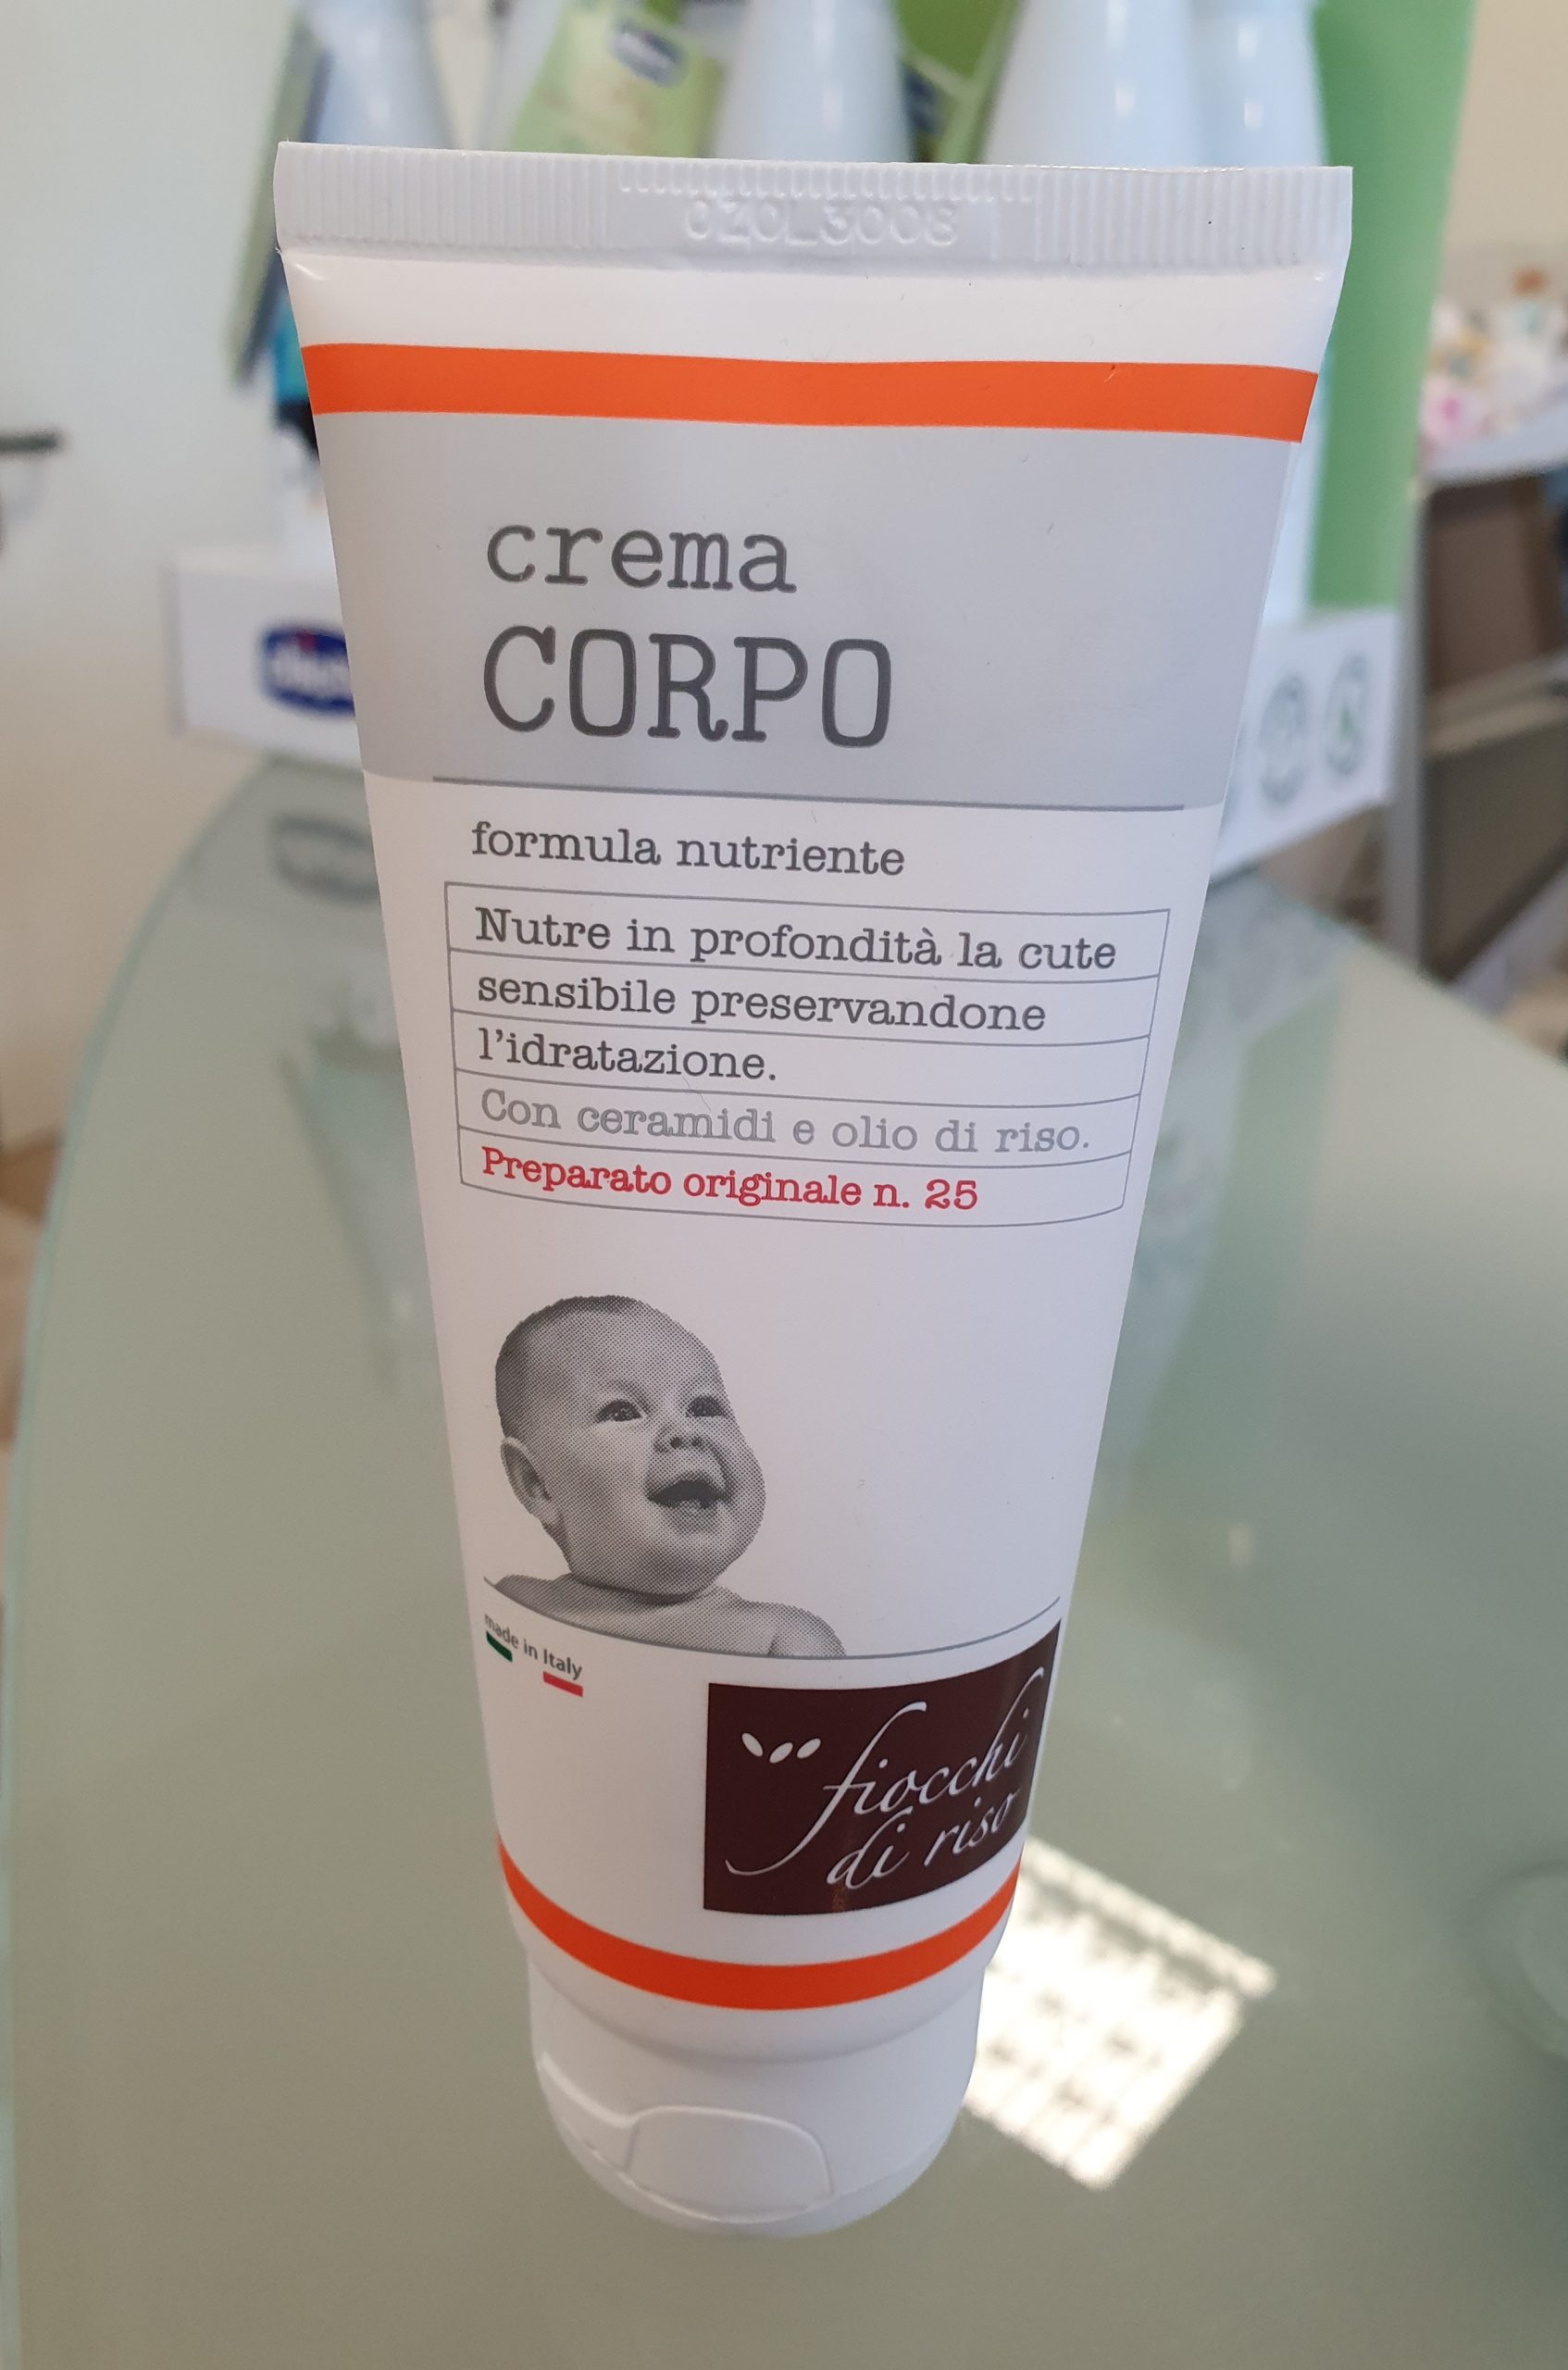 crema
CORPO
formula nutriente
Nutre in profondità la cute
sensibile preservandone
l'idratazione.
Con ceramidi e olio di riso.
Preparato originale n. 25
made in Italy
fiocchi
di riso